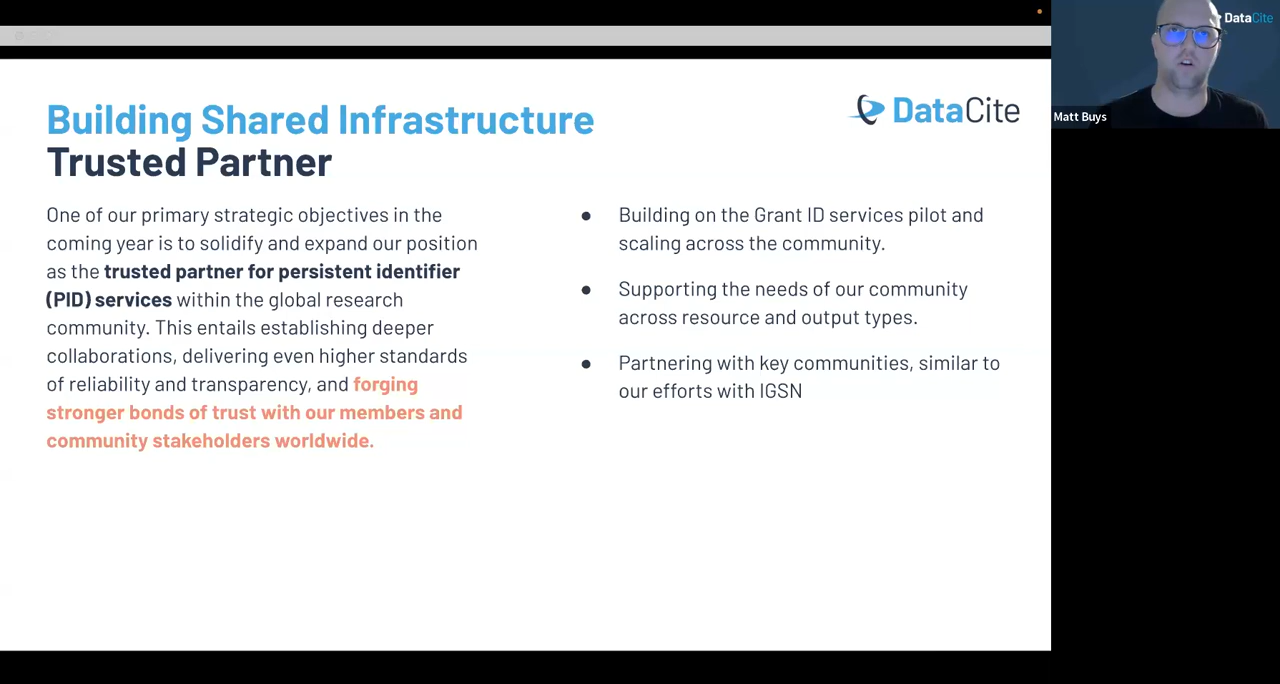 Building Shared Infrastructure
Trusted Partner
DataCite
One of our primary strategic objectives in the
coming year is to solidify and expand our position
as the trusted partner for persistent identifier
(PID) services within the global research
community. This entails establishing deeper
collaborations, delivering even higher standards
of reliability and transparency, and forging
stronger bonds of trust with our members and
community stakeholders worldwide.
● Building on the Grant ID services pilot and
scaling across the community.
● Supporting the needs of our community
across resource and output types.
● Partnering with key communities, similar to
our efforts with IGSN
DataCite
Matt Buys